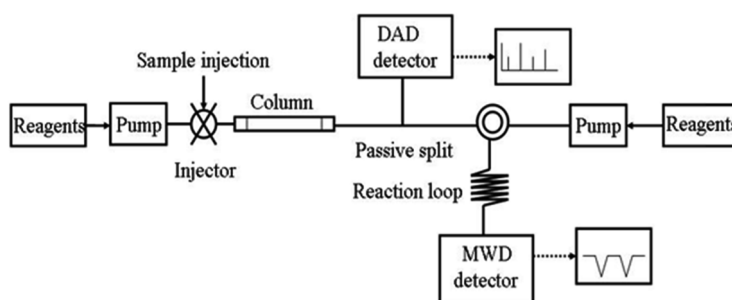 DAD
detector
Sample injection
Column
Reagents
Pump
Pump
Reagents
Injector
Passive split
Reaction loop
MWD
detector